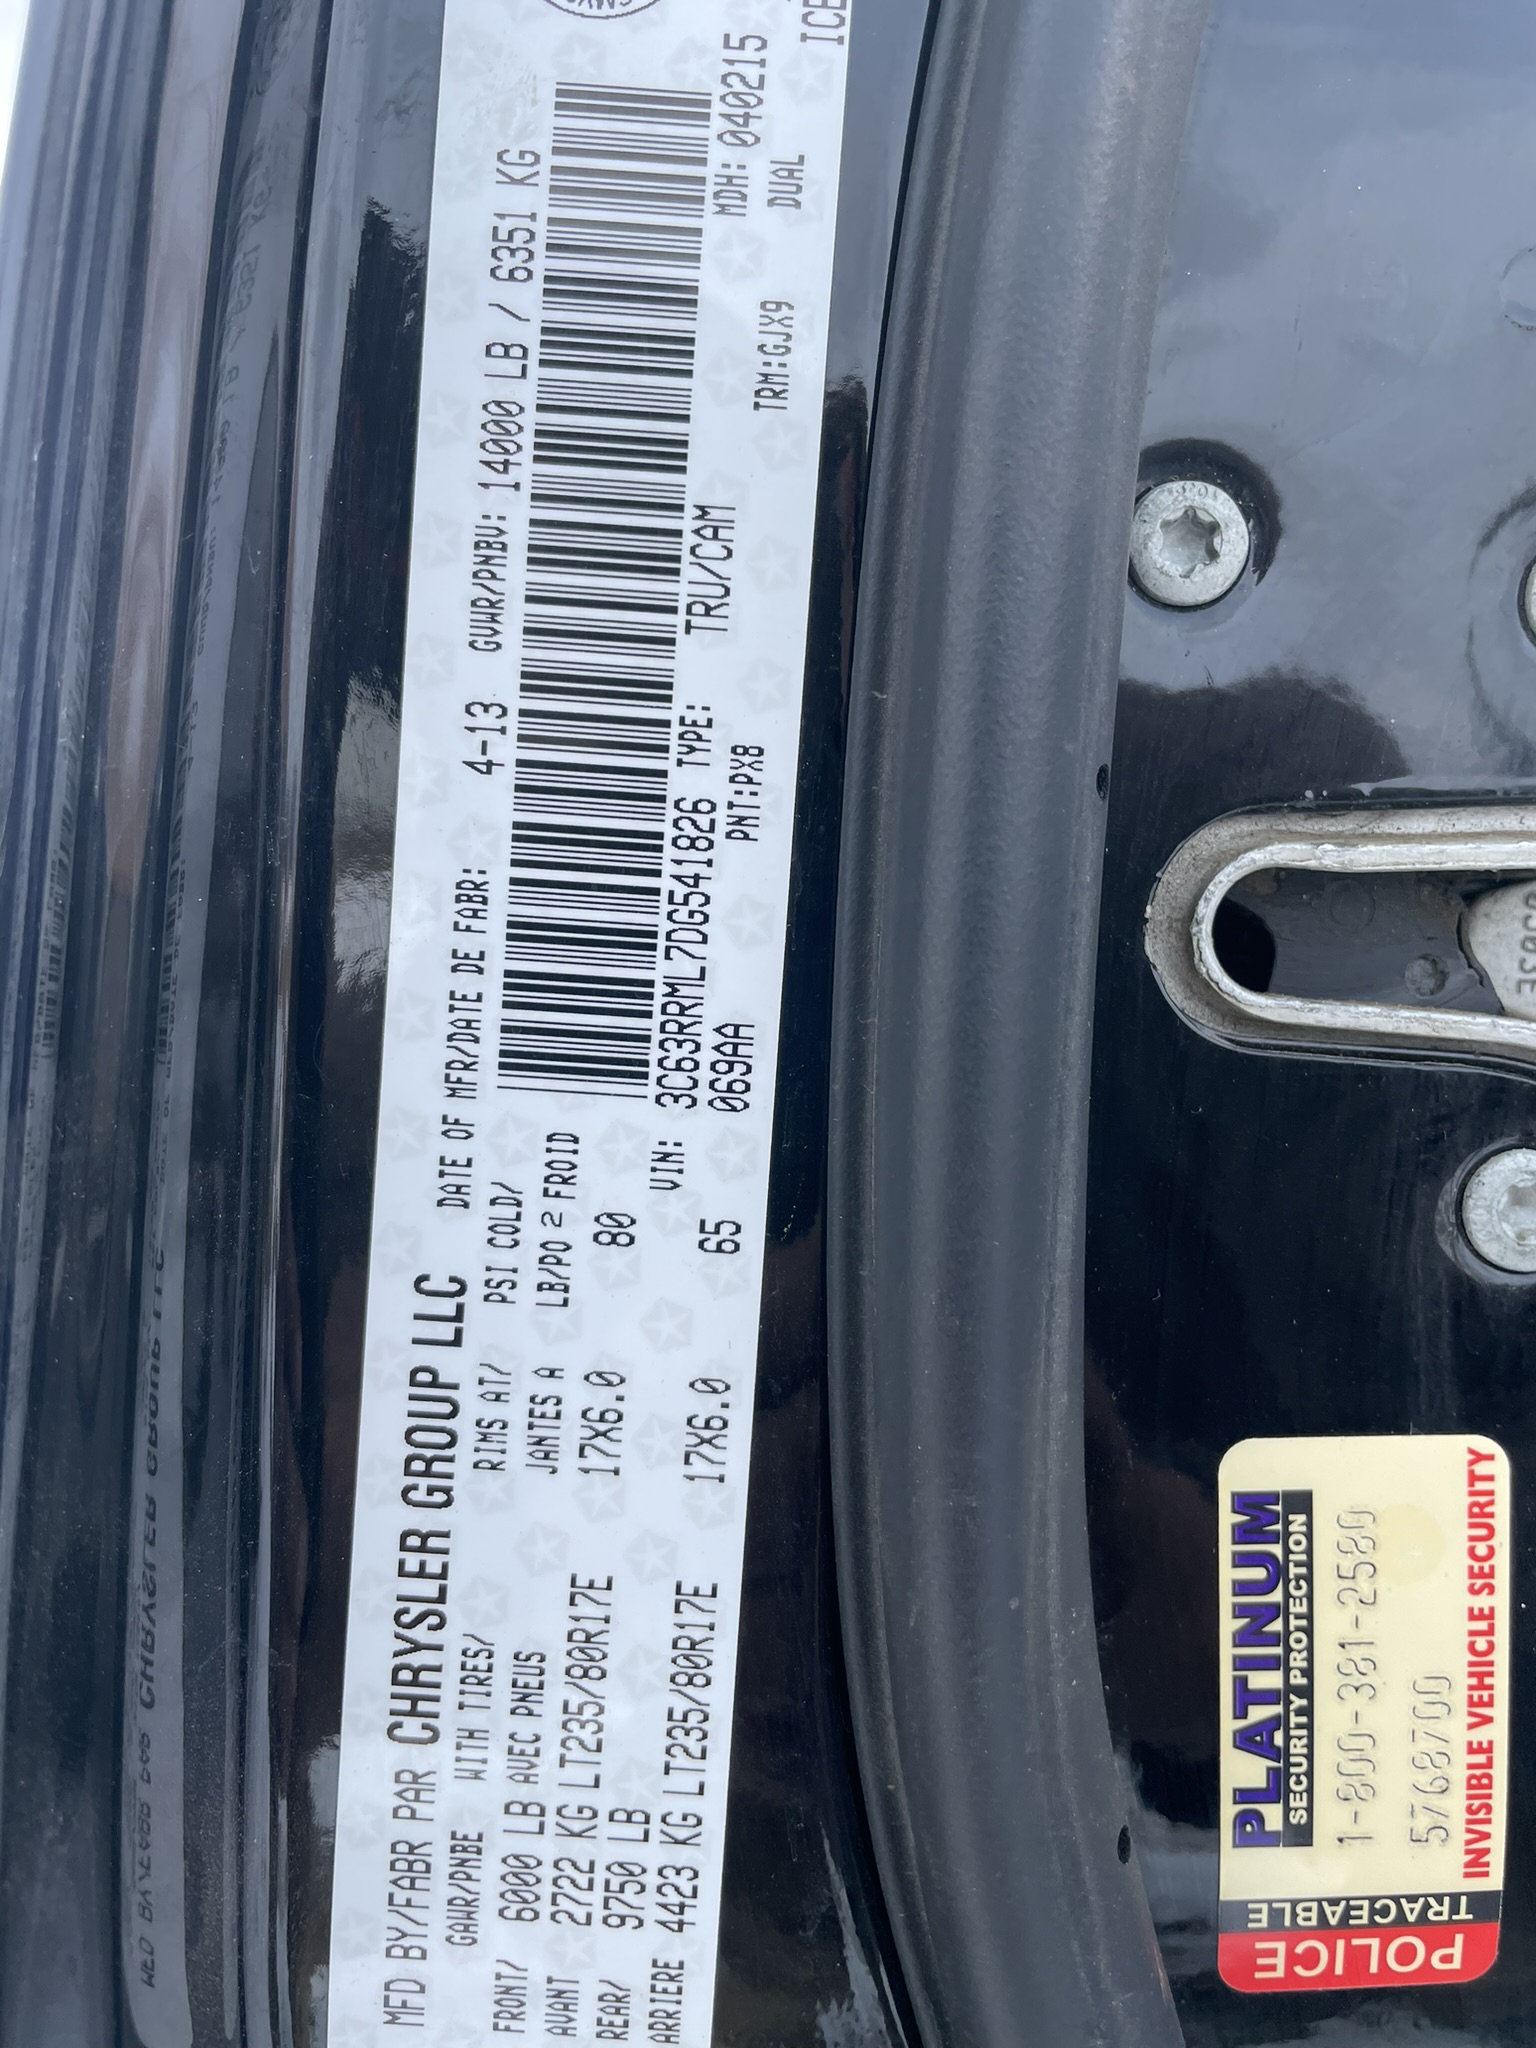 MFD BY/FABR PAR CHRYSLER GROUP LLC
DATE OF MFR/DATE DE FABR: 4-13 GVWR/PNBV: 14000 LB / 6351 KG
GAWR/PNBE WITH TIRES/ RIMS AT/ PSI COLD/
FRONT/ 6000 LB AVEC PNEUS JANTES A LB/PO 2 FROID
AVANT 2722 KG LT235/80R17E 17X6.0 80
REAR/ 9750 LB
ARRIERE 4423 KG LT235/80R17E 17X6.0 65
VIN: 3C63RRML7DG541826 TYPE: TRU/CAM MDH: 040215
069AA DUAL
PNT:PX8 TRM:GJX9
POLICE
TRACEABLE
PLATINUM
SECURITY PROTECTION
1-800-381-2580
5768700
INVISIBLE VEHICLE SECURITY